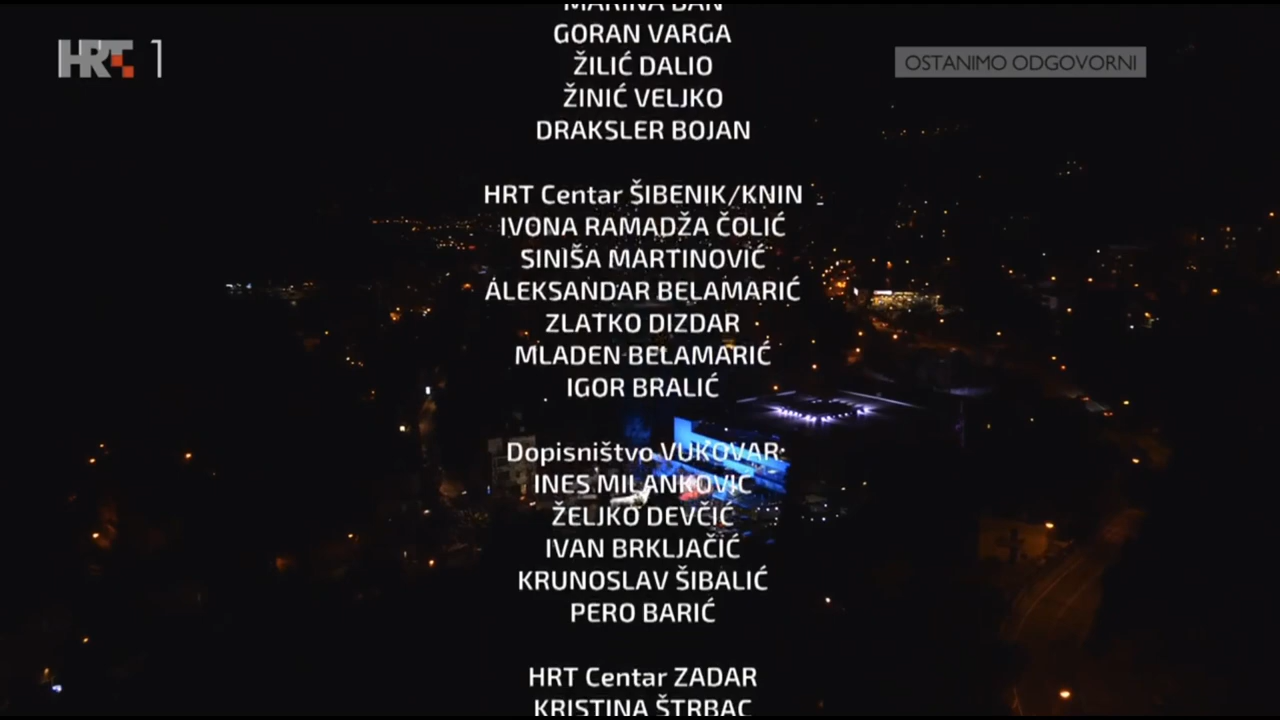 MARINA BAN
HRT 1
OSTANIMO ODGOVORNI
GORAN VARGA
ŽILIĆ DALIO
ŽINIĆ VELJKO
DRAKSLER BOJAN
HRT Centar ŠIBENIK/KNIN
IVONA RAMADŽA ČOLIĆ
SINIŠA MARTINOVIĆ
ALEKSANDAR BELAMARIĆ
ZLATKO DIZDAR
MLADEN BELAMARIĆ
IGOR BRALIĆ
Dopisništvo VUKOVAR
INES MILANKOVIĆ
ŽELJKO DEVČIĆ
IVAN BRKLJAČIĆ
KRUNOSLAV ŠIBALIĆ
PERO BARIĆ
HRT Centar ZADAR
KRISTINA ŠTRBAC